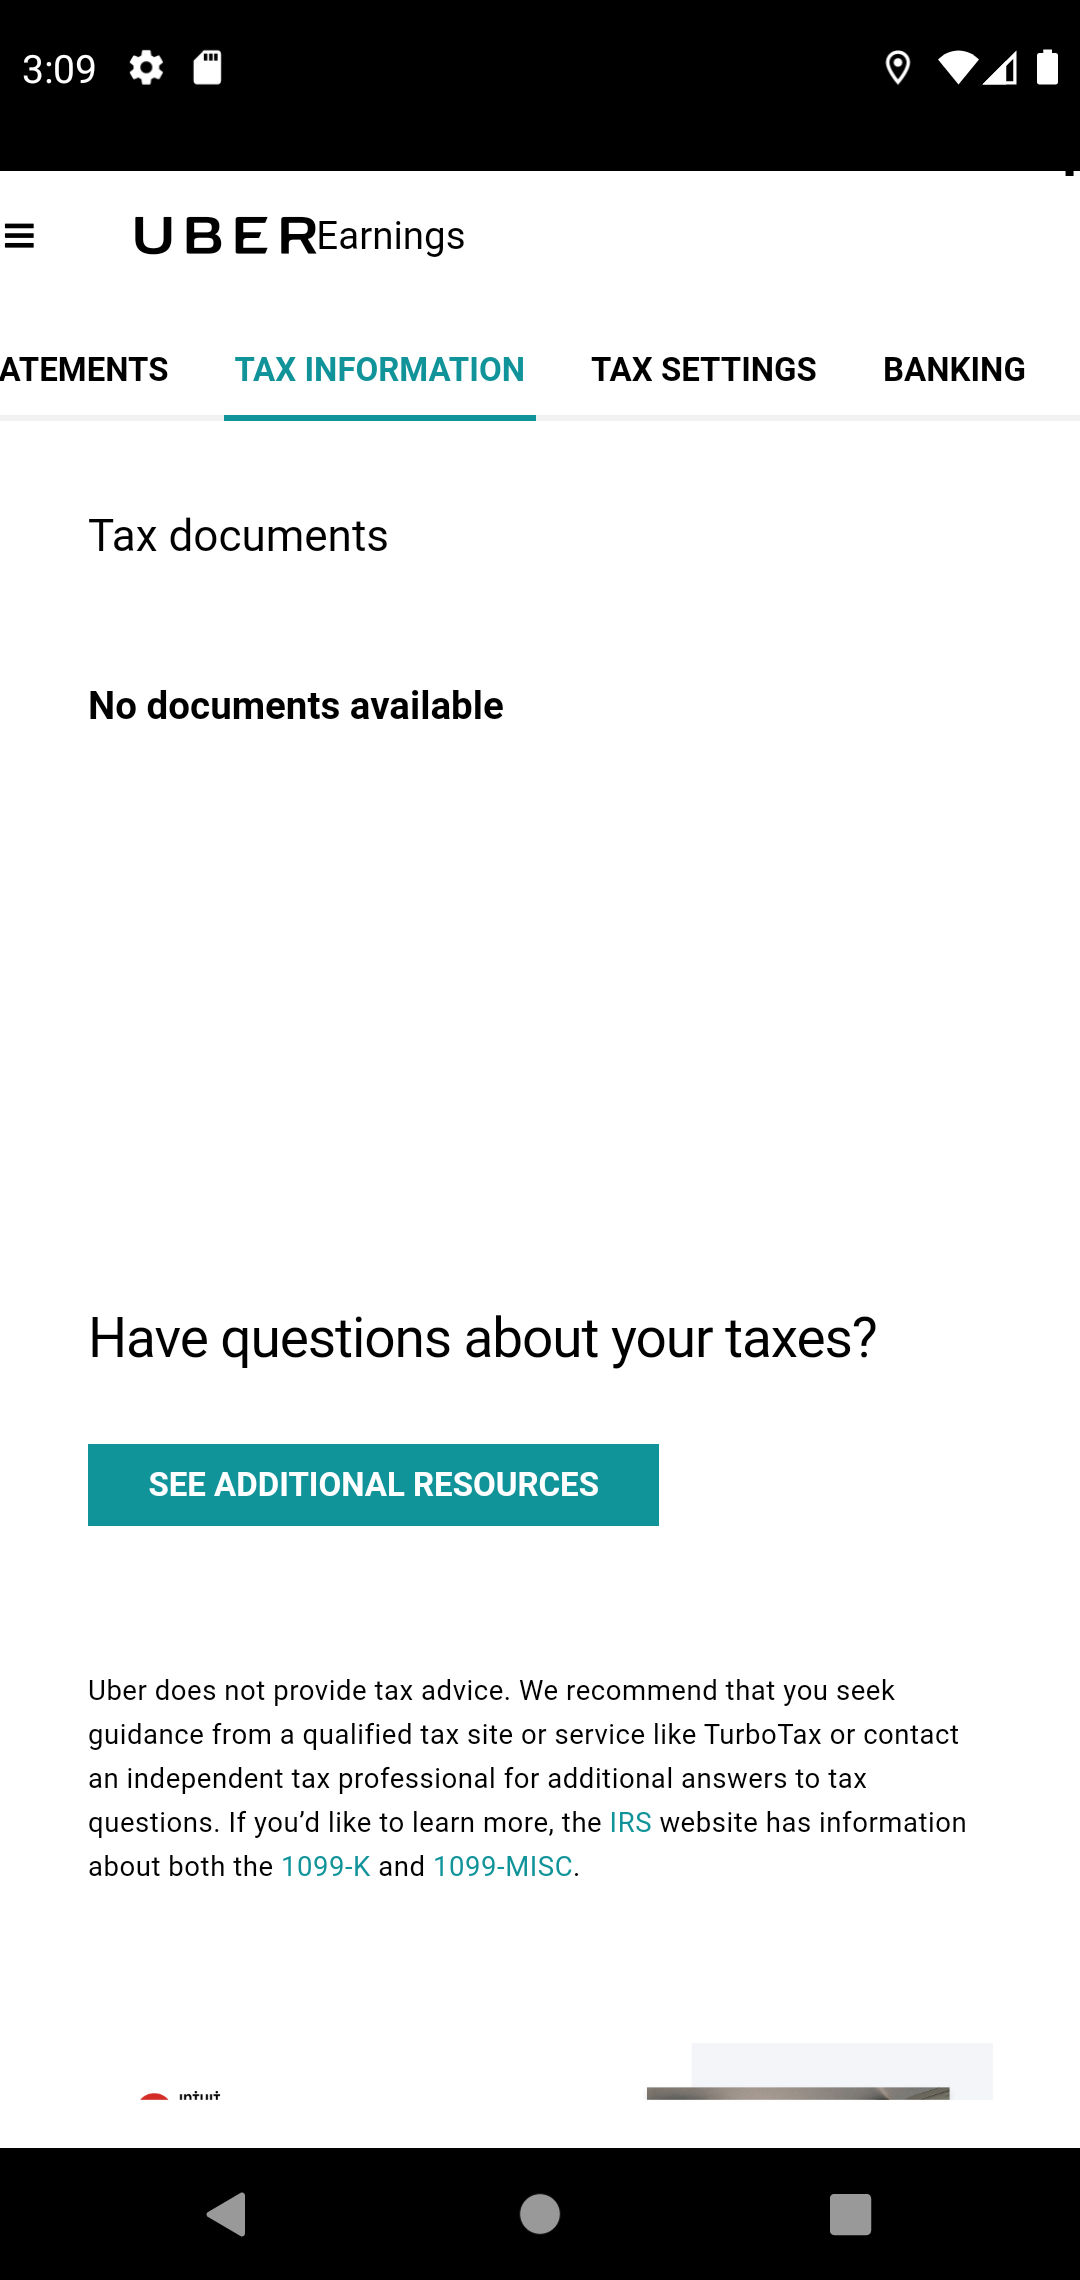 3:09
UBER Earnings
ATEMENTS TAX INFORMATION TAX SETTINGS BANKING
Tax documents
No documents available
Have questions about your taxes?
SEE ADDITIONAL RESOURCES
Uber does not provide tax advice. We recommend that you seek
guidance from a qualified tax site or service like TurboTax or contact
an independent tax professional for additional answers to tax
questions. If you’d like to learn more, the IRS website has information
about both the 1099-K and 1099-MISC.